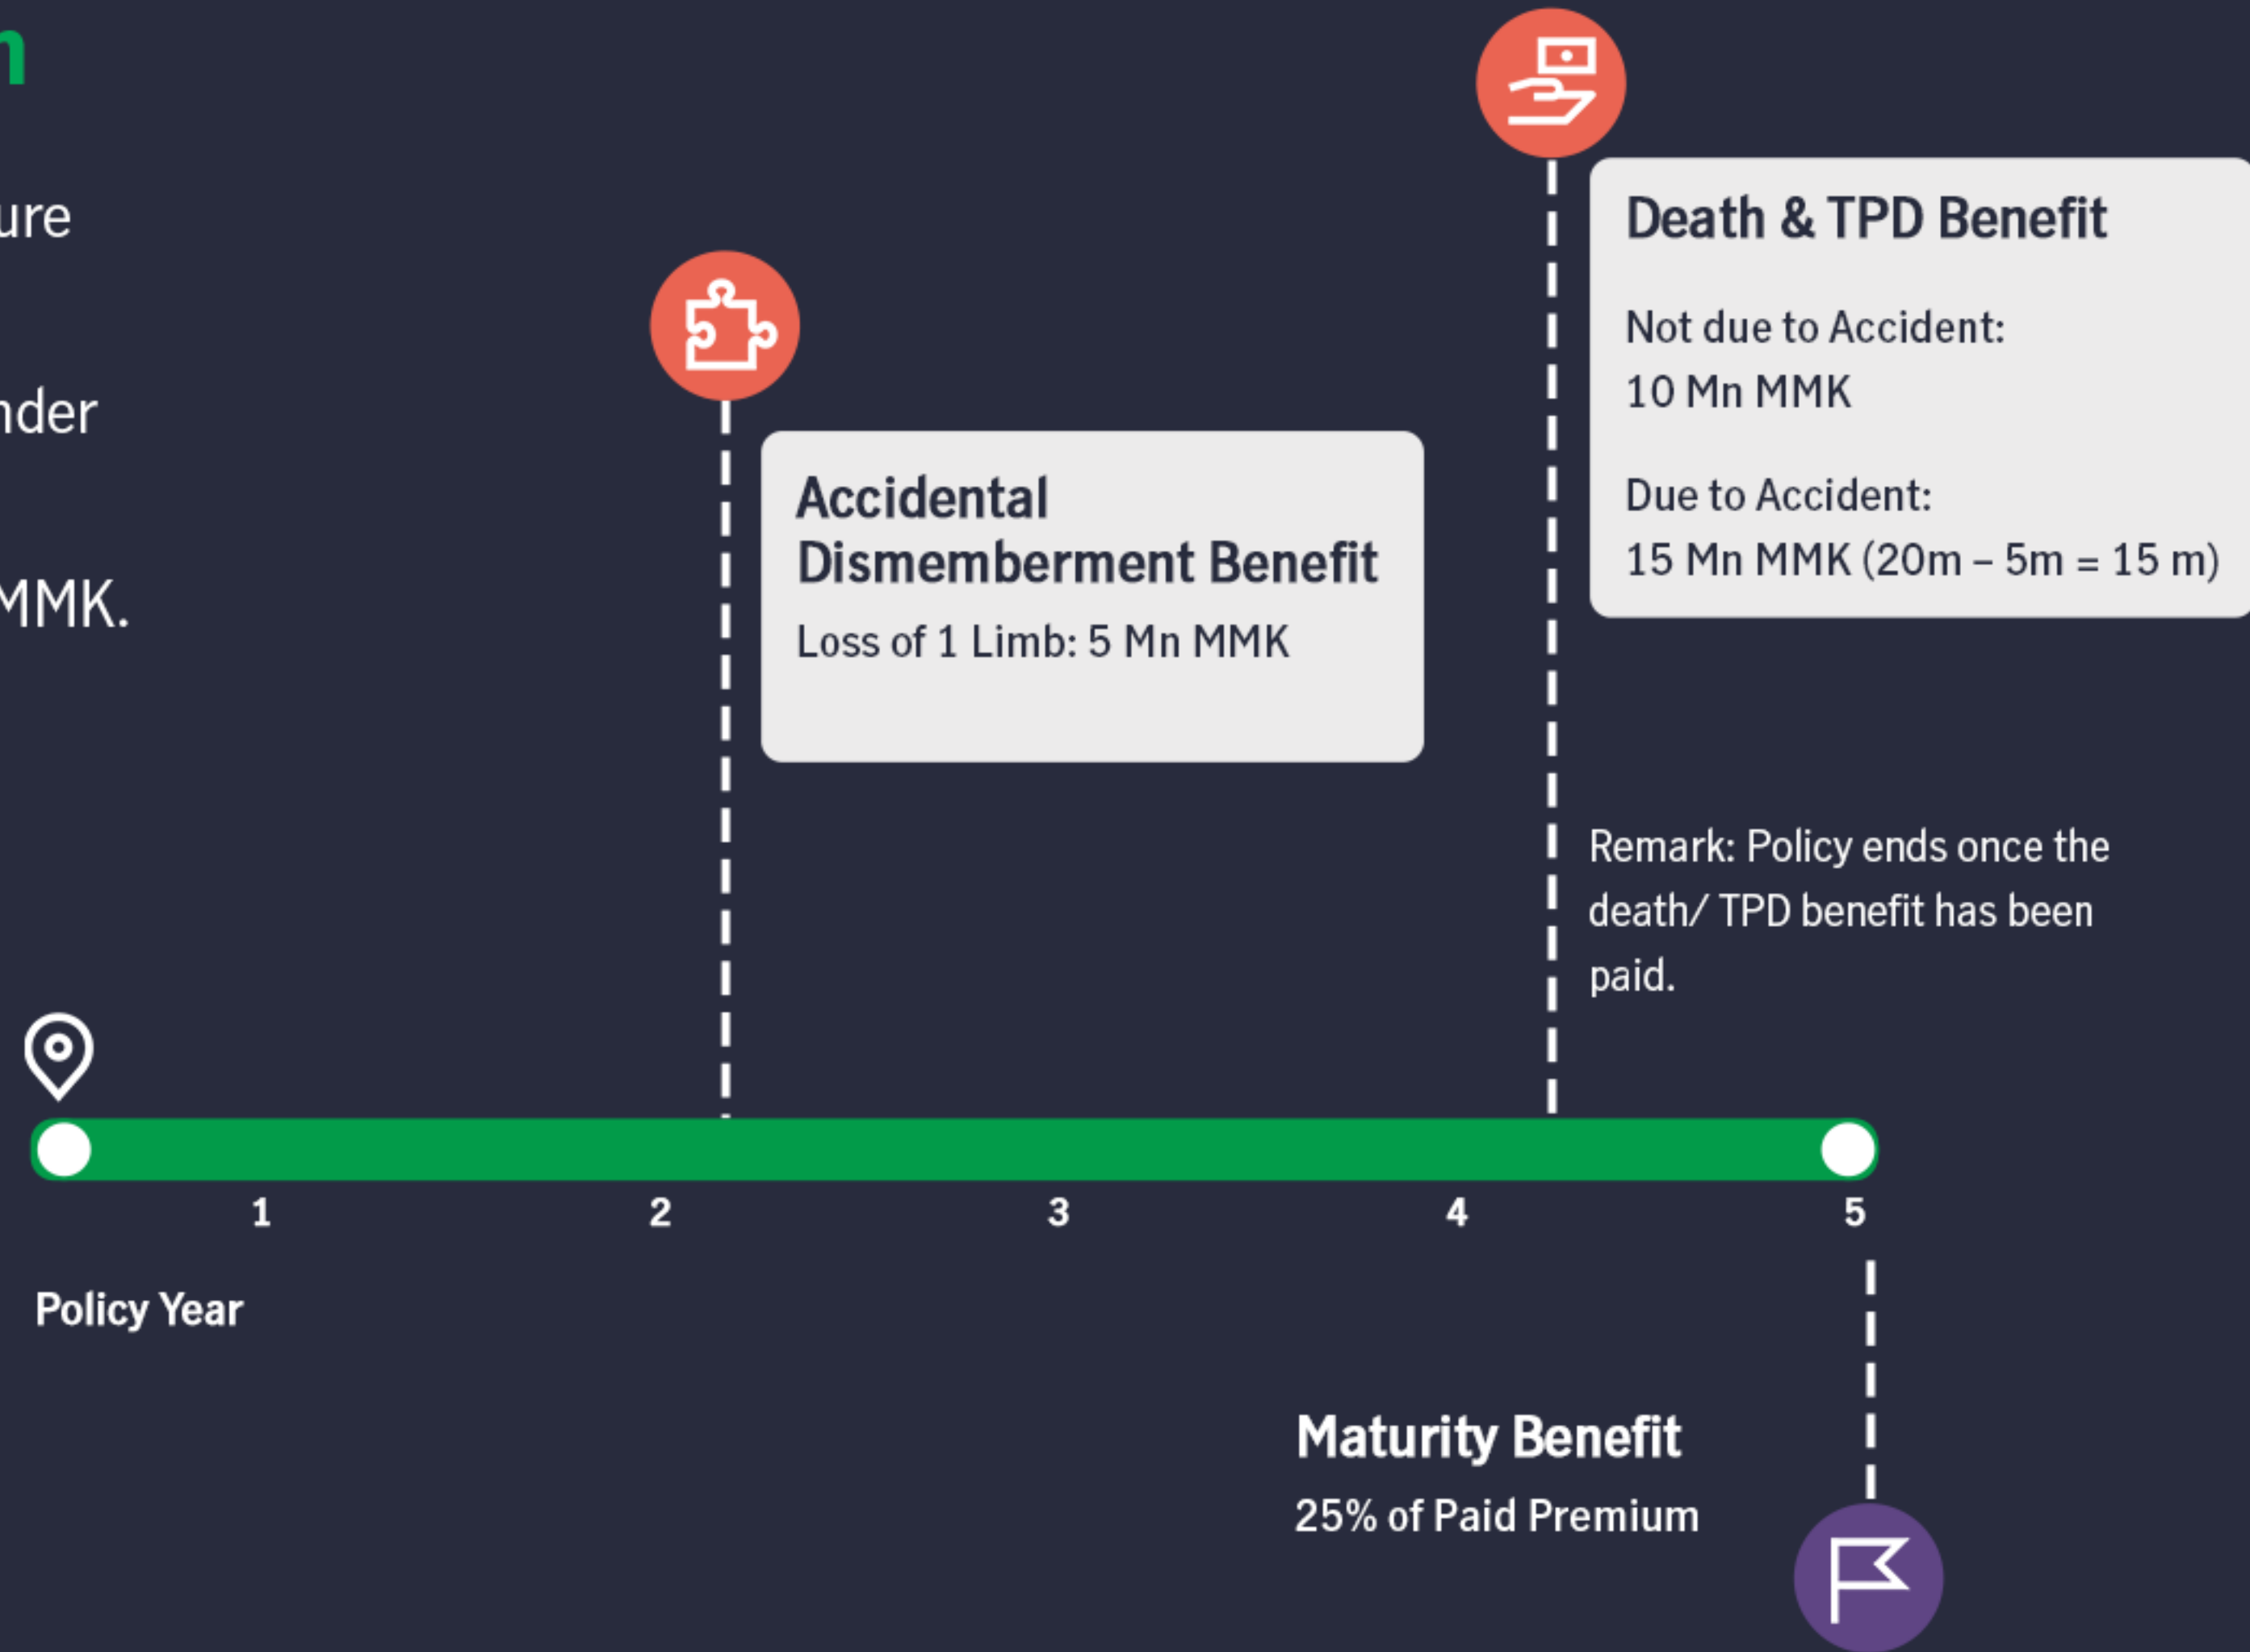 Death & TPD Benefit
Not due to Accident:
10 Mn MMK
Due to Accident:
15 Mn MMK (20m – 5m = 15 m)
Accidental
Dismemberment Benefit
Loss of 1 Limb: 5 Mn MMK
MMK.
Remark: Policy ends once the
death/ TPD benefit has been
paid.
1 2 3 4 5
Policy Year
Maturity Benefit
25% of Paid Premium